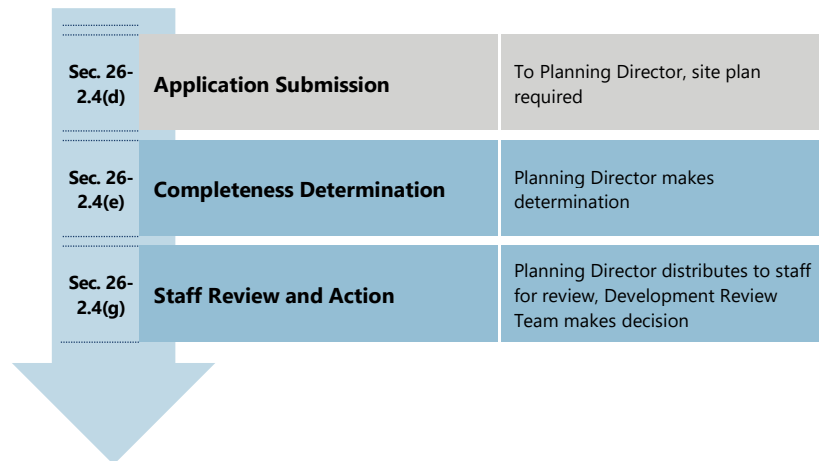 Sec. 26-
2.4(d)
Application Submission
To Planning Director, site plan
required
Sec. 26-
2.4(e)
Completeness Determination
Planning Director makes
determination
Sec. 26-
2.4(g)
Staff Review and Action
Planning Director distributes to staff
for review, Development Review
Team makes decision